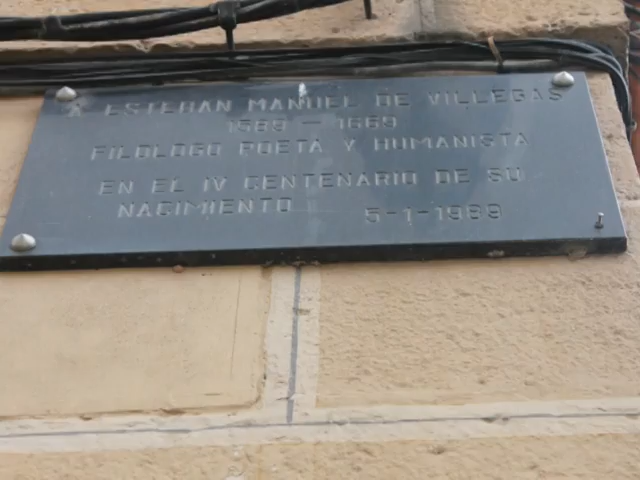 A ESTEBAN MANUEL DE VILLEGAS
1589 - 1669
FILOLOGO POETA Y HUMANISTA
EN EL IV CENTENARIO DE SU
NACIMIENTO 5-1-1989